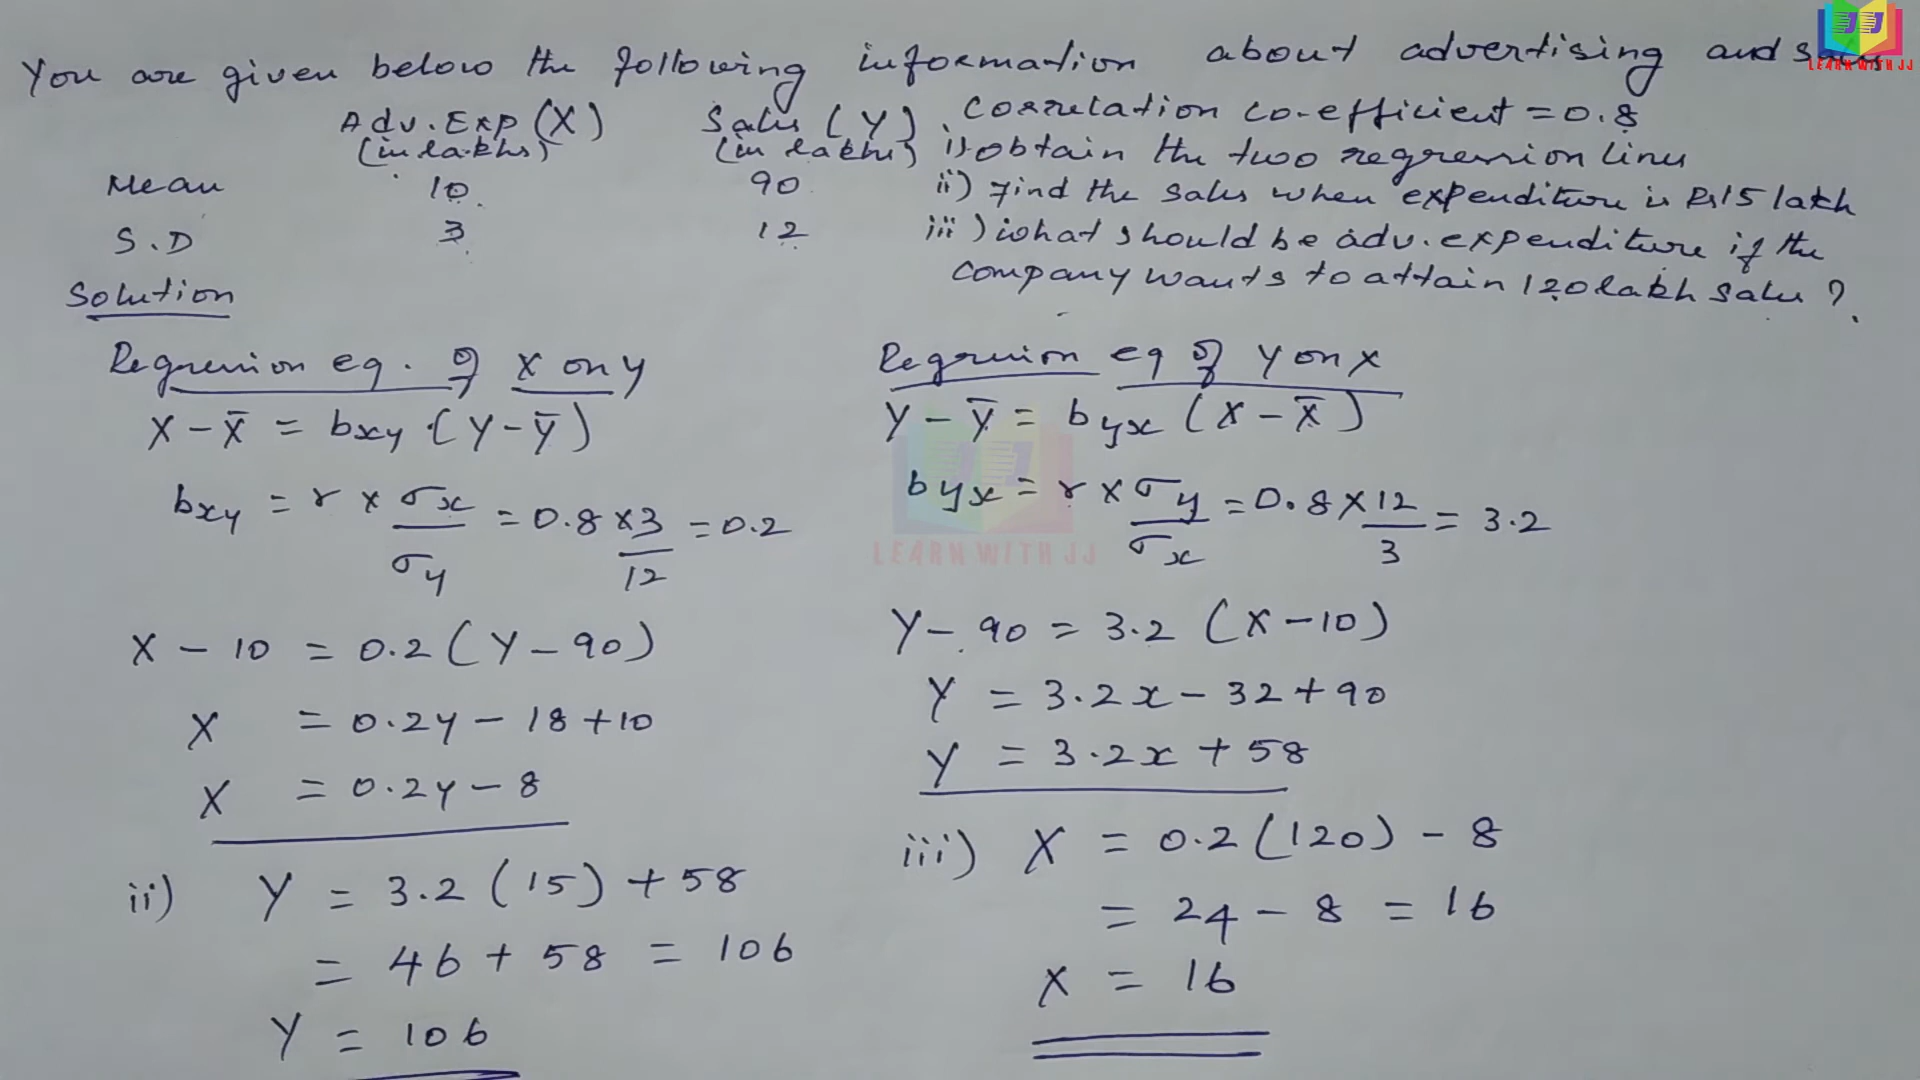 You are given below the following information about advertising and sales
LEARN WITH JJ
Adv. Exp (X) Sales (Y) Correlation co-efficient = 0.8
(in lakhs) (in lakhs) i) obtain the two regression lines
Mean 10 90 ii) Find the sales when expenditure is Rs 15 lakh
S.D 3 12 iii) what should be adv. expenditure if the
company wants to attain 120 lakh sales ?
Solution
Regression eq. of X on Y
X - x̄ = bxy (Y - ȳ)
bxy = r × σx/σy = 0.8 × 3/12 = 0.2
X - 10 = 0.2 (Y - 90)
X = 0.2y - 18 + 10
X = 0.2y - 8
ii) Y = 3.2 (15) + 58
= 46 + 58 = 106
Y = 106
Regression eq of Y on X
Y - ȳ = byx (X - x̄)
byx = r × σy/σx = 0.8 × 12/3 = 3.2
LEARN WITH JJ
Y - 90 = 3.2 (X - 10)
Y = 3.2x - 32 + 90
Y = 3.2x + 58
iii) X = 0.2 (120) - 8
= 24 - 8 = 16
X = 16